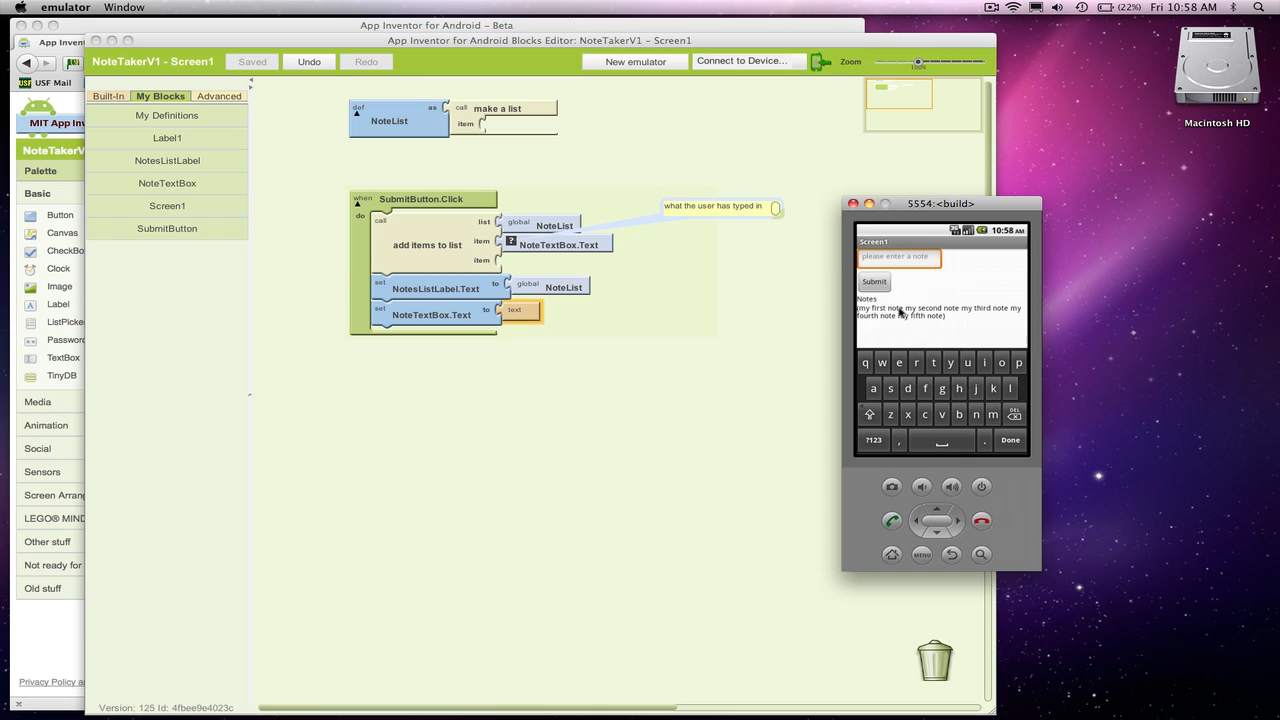 emulator Window
(22%) Fri 10:58 AM
App Inventor for Android – Beta
App Inventor for Android Blocks Editor: NoteTakerV1 - Screen1
NoteTakerV1 - Screen1 Saved Undo Redo New emulator Connect to Device... Zoom
100%
App Inven
USF Mail
MIT App Inv
NoteTakerV
Palette
Basic
Button
Canvas
CheckBo
Clock
Image
Label
ListPicke
Passwor
TextBox
TinyDB
Media
Animation
Social
Sensors
Screen Arrang
LEGO® MIND
Other stuff
Not ready for
Old stuff
Privacy Policy a
Built-In My Blocks Advanced
My Definitions
Label1
NotesListLabel
NoteTextBox
Screen1
SubmitButton
def as call make a list
NoteList item
when SubmitButton.Click
do call list global NoteList
add items to list item ? NoteTextBox.Text
item
what the user has typed in
set NotesListLabel.Text to global NoteList
set NoteTextBox.Text to text
Version: 125 Id: 4fbee9e4023c
5554:<build>
10:58 AM
Screen1
please enter a note
Submit
Notes
(my first note my second note my third note my
fourth note my fifth note)
q w e r t y u i o p
a s d f g h j k l
z x c v b n m DEL
?123 , . Done
MENU
Macintosh HD